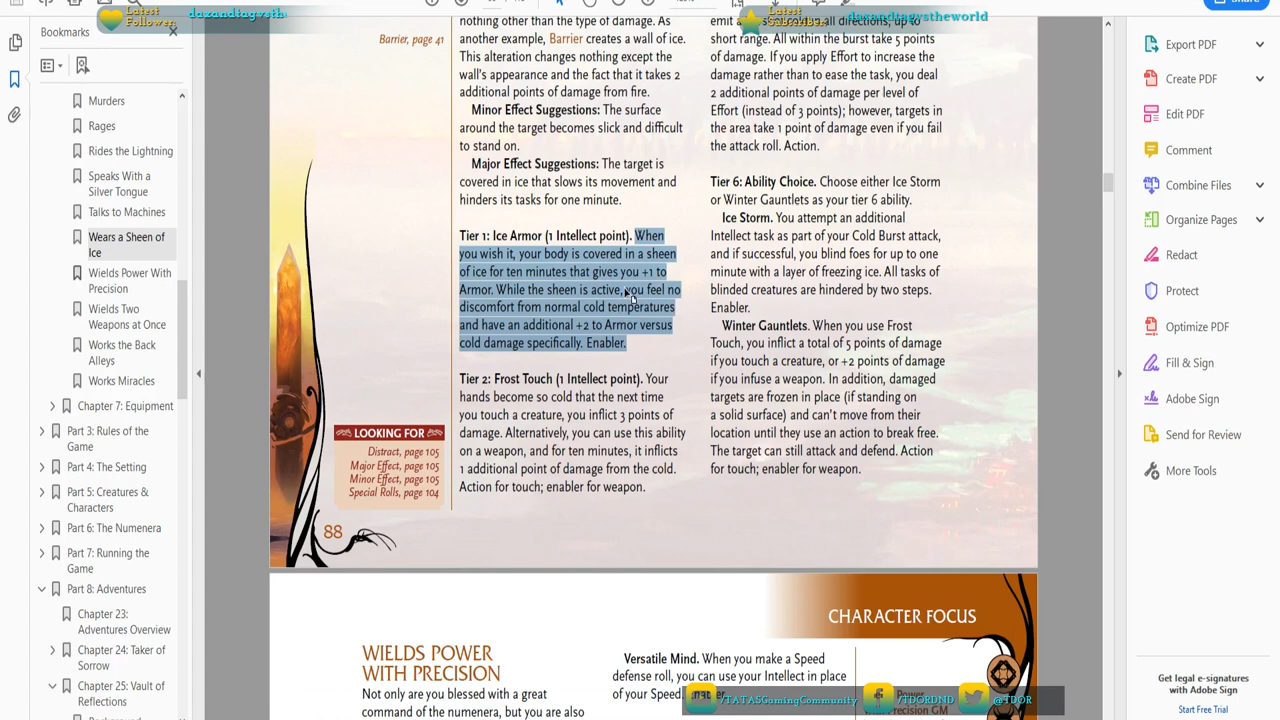 Latest
Follower:
dazandtagvsth
Latest
dazandtagvstheworld
Share
Bookmarks
Murders
Rages
Rides the Lightning
Speaks With a
Silver Tongue
Talks to Machines
Wears a Sheen of
Ice
Wields Power With
Precision
Wields Two
Weapons at Once
Works the Back
Alleys
Works Miracles
Chapter 7: Equipment
Part 3: Rules of the
Game
Part 4: The Setting
Part 5: Creatures &
Characters
Part 6: The Numenera
Part 7: Running the
Game
Part 8: Adventures
Chapter 23:
Adventures Overview
Chapter 24: Taker of
Sorrow
Chapter 25: Vault of
Reflections
Barrier, page 41
LOOKING FOR
Distract, page 105
Major Effect, page 105
Minor Effect, page 105
Special Rolls, page 104
88
nothing other than the type of damage. As
another example, Barrier creates a wall of ice.
This alteration changes nothing except the
wall's appearance and the fact that it takes 2
additional points of damage from fire.
Minor Effect Suggestions: The surface
around the target becomes slick and difficult
to stand on.
Major Effect Suggestions: The target is
covered in ice that slows its movement and
hinders its tasks for one minute.
Tier 1: Ice Armor (1 Intellect point). When
you wish it, your body is covered in a sheen
of ice for ten minutes that gives you +1 to
Armor. While the sheen is active, you feel no
discomfort from normal cold temperatures
and have an additional +2 to Armor versus
cold damage specifically. Enabler.
Tier 2: Frost Touch (1 Intellect point). Your
hands become so cold that the next time
you touch a creature, you inflict 3 points of
damage. Alternatively, you can use this ability
on a weapon, and for ten minutes, it inflicts
1 additional point of damage from the cold.
Action for touch; enabler for weapon.
emit a all directions, up to
short range. All within the burst take 5 points
of damage. If you apply Effort to increase the
damage rather than to ease the task, you deal
2 additional points of damage per level of
Effort (instead of 3 points); however, targets in
the area take 1 point of damage even if you fail
the attack roll. Action.
Tier 6: Ability Choice. Choose either Ice Storm
or Winter Gauntlets as your tier 6 ability.
Ice Storm. You attempt an additional
Intellect task as part of your Cold Burst attack,
and if successful, you blind foes for up to one
minute with a layer of freezing ice. All tasks of
blinded creatures are hindered by two steps.
Enabler.
Winter Gauntlets. When you use Frost
Touch, you inflict a total of 5 points of damage
if you touch a creature, or +2 points of damage
if you infuse a weapon. In addition, damaged
targets are frozen in place (if standing on
a solid surface) and can't move from their
location until they use an action to break free.
The target can still attack and defend. Action
for touch; enabler for weapon.
CHARACTER FOCUS
WIELDS POWER
WITH PRECISION
Not only are you blessed with a great
command of the numenera, but you are also
Versatile Mind. When you make a Speed
defense roll, you can use your Intellect in place
of your Speed. Enabler.
Power
With Precision GM
/TATASGamingCommunity
/TDORDND
@TDOR
Export PDF
Create PDF
Edit PDF
Comment
Combine Files
Organize Pages
Redact
Protect
Optimize PDF
Fill & Sign
Adobe Sign
Send for Review
More Tools
Get legal e-signatures
with Adobe Sign
Start Free Trial